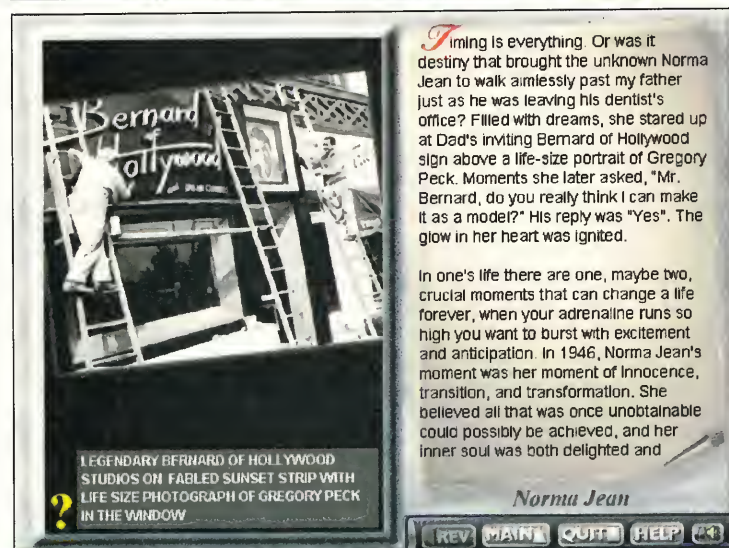 Bernard
of
Hollywood
LEGENDARY BERNARD OF HOLLYWOOD
STUDIOS ON FABLED SUNSET STRIP WITH
LIFE SIZE PHOTOGRAPH OF GREGORY PECK
IN THE WINDOW
?
Timing is everything. Or was it
destiny that brought the unknown Norma
Jean to walk aimlessly past my father
just as he was leaving his dentist's
office? Filled with dreams, she stared up
at Dad's inviting Bernard of Hollywood
sign above a life-size portrait of Gregory
Peck. Moments she later asked, "Mr.
Bernard, do you really think I can make
it as a model?" His reply was "Yes". The
glow in her heart was ignited.
In one's life there are one, maybe two,
crucial moments that can change a life
forever, when your adrenaline runs so
high you want to burst with excitement
and anticipation. In 1946, Norma Jean's
moment was her moment of innocence,
transition, and transformation. She
believed all that was once unobtainable
could possibly be achieved, and her
inner soul was both delighted and
Norma Jean
REV MAIN QUIT HELP